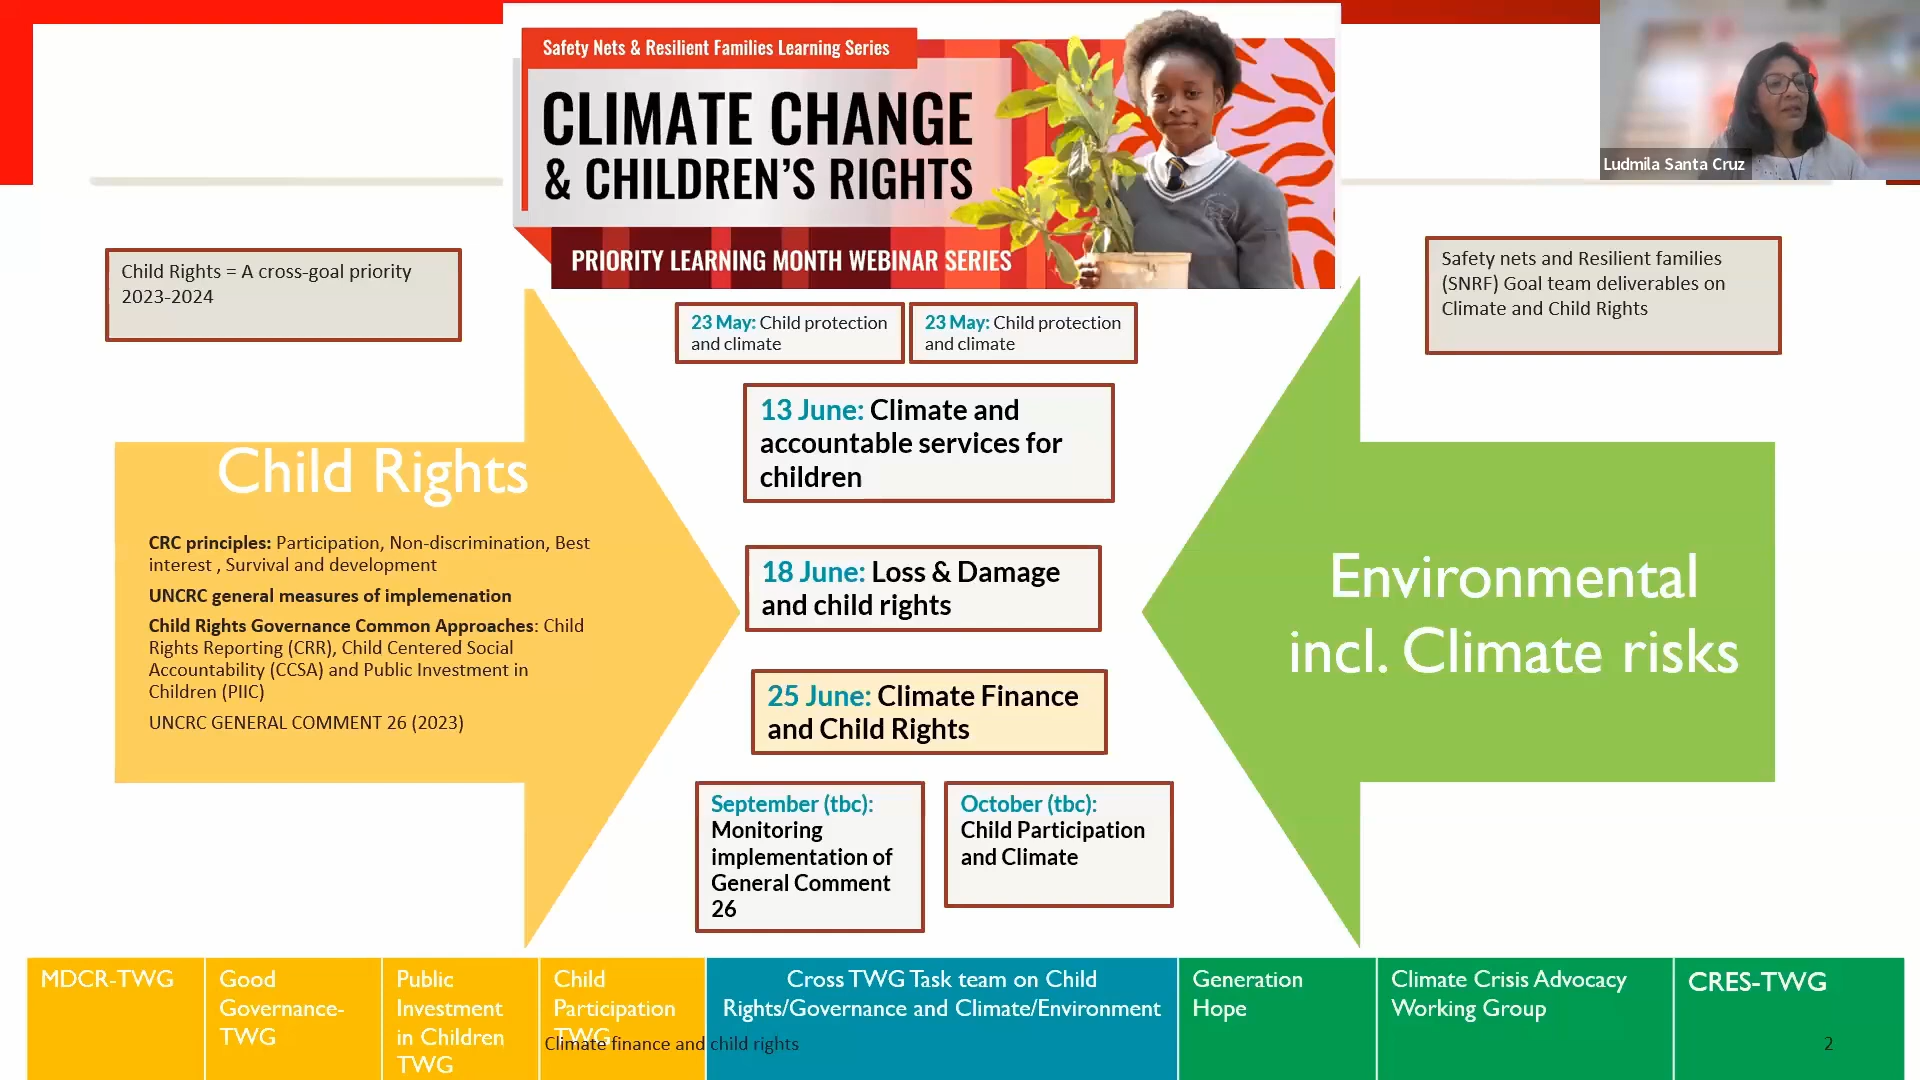 Safety Nets & Resilient Families Learning Series
CLIMATE CHANGE
& CHILDREN'S RIGHTS
PRIORITY LEARNING MONTH WEBINAR SERIES
Ludmila Santa Cruz
Child Rights = A cross-goal priority
2023-2024
Safety nets and Resilient families
(SNRF) Goal team deliverables on
Climate and Child Rights
23 May: Child protection
and climate
23 May: Child protection
and climate
13 June: Climate and
accountable services for
children
18 June: Loss & Damage
and child rights
25 June: Climate Finance
and Child Rights
September (tbc):
Monitoring
implementation of
General Comment
26
October (tbc):
Child Participation
and Climate
Child Rights
CRC principles: Participation, Non-discrimination, Best
interest , Survival and development
UNCRC general measures of implemenation
Child Rights Governance Common Approaches: Child
Rights Reporting (CRR), Child Centered Social
Accountability (CCSA) and Public Investment in
Children (PIIC)
UNCRC GENERAL COMMENT 26 (2023)
Environmental
incl. Climate risks
MDCR-TWG
Good
Governance-
TWG
Public
Investment
in Children
TWG
Child
Participation
TWG
Cross TWG Task team on Child
Rights/Governance and Climate/Environment
Generation
Hope
Climate Crisis Advocacy
Working Group
CRES-TWG
Climate finance and child rights
2